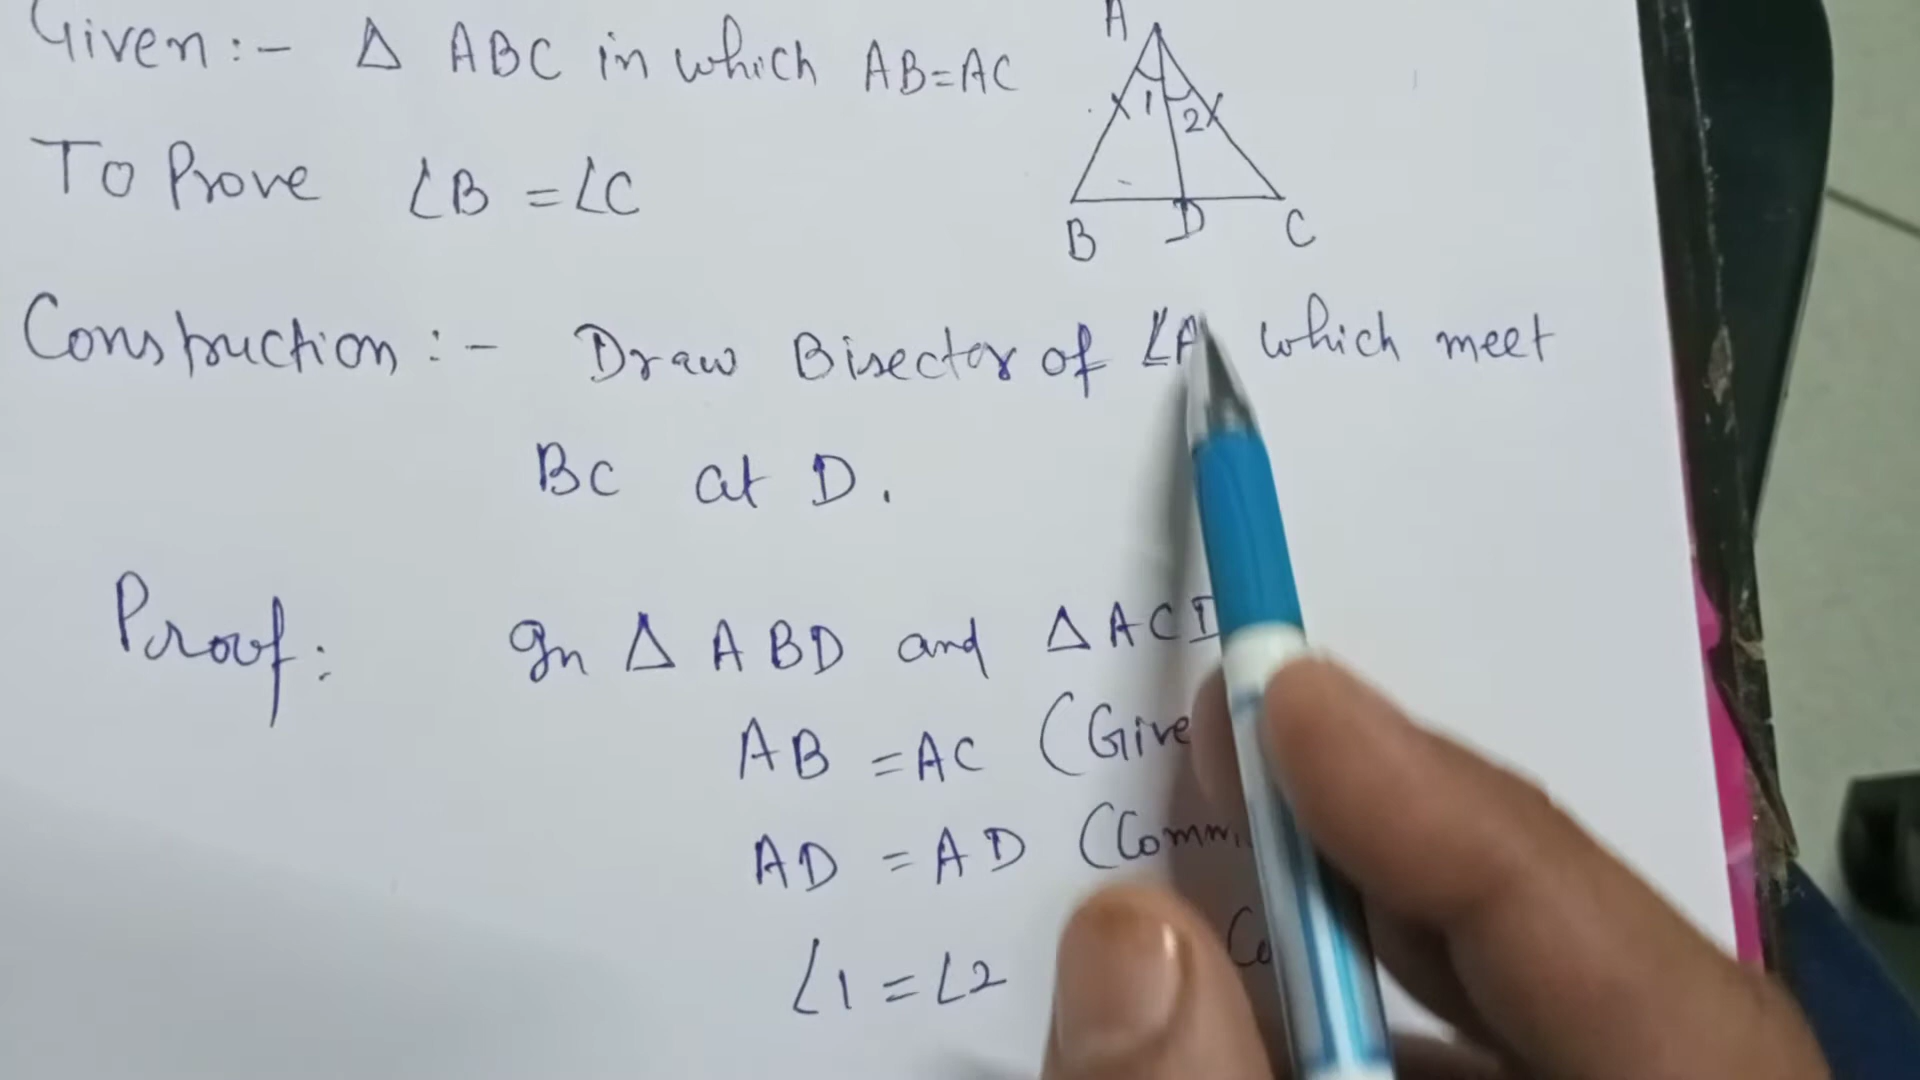 Given :- Δ ABC in which AB=AC
To Prove ∠B = ∠C
A
1
2
B D C
Construction :- Draw Bisector of ∠A which meet
BC at D.
Proof: In Δ ABD and Δ ACD
AB = AC (Give
AD = AD (Comm
∠1 = ∠2 Co